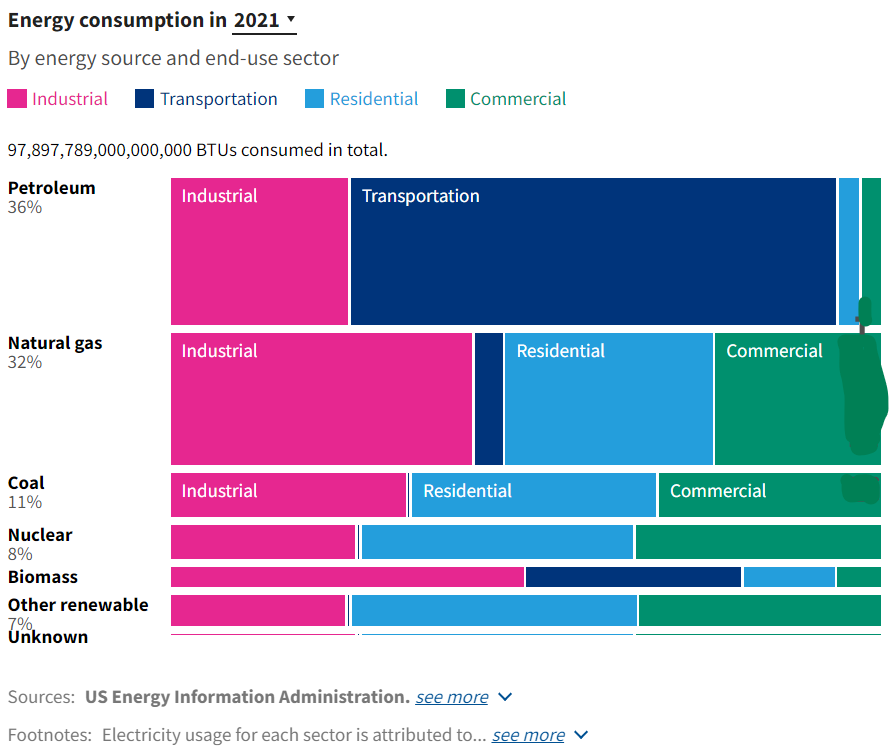 Energy consumption in 2021
By energy source and end-use sector
Industrial Transportation Residential Commercial
97,897,789,000,000,000 BTUs consumed in total.
Petroleum
36%
Industrial Transportation
Natural gas
32%
Industrial Residential Commercial
Coal
11%
Industrial Residential Commercial
Nuclear
8%
Biomass
Other renewable
7%
Unknown
Sources: US Energy Information Administration. see more
Footnotes: Electricity usage for each sector is attributed to... see more